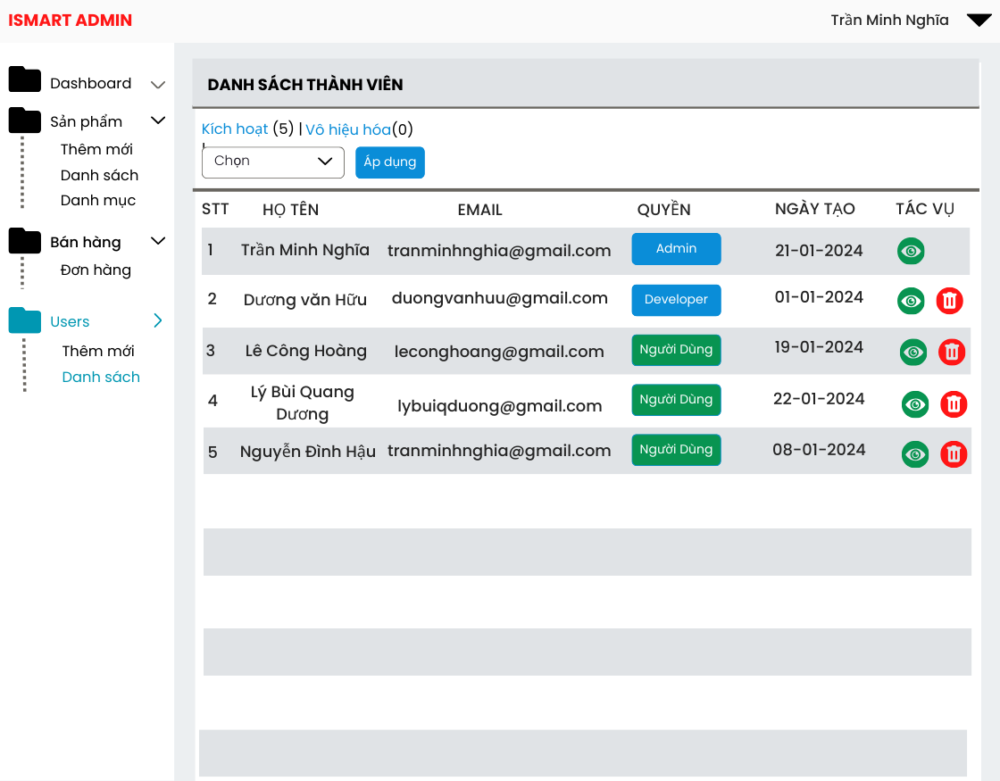 ISMART ADMIN
Trần Minh Nghĩa
Dashboard
Sản phẩm
Thêm mới
Danh sách
Danh mục
Bán hàng
Đơn hàng
Users
Thêm mới
Danh sách
DANH SÁCH THÀNH VIÊN
Kích hoạt (5) | Vô hiệu hóa(0)
|
Chọn
Áp dụng
STT HỌ TÊN EMAIL QUYỀN NGÀY TẠO TÁC VỤ
1 Trần Minh Nghĩa tranminhnghia@gmail.com Admin 21-01-2024
2 Dương văn Hữu duongvanhuu@gmail.com Developer 01-01-2024
3 Lê Công Hoàng leconghoang@gmail.com Người Dùng 19-01-2024
4 Lý Bùi Quang
Dương lybuiqduong@gmail.com Người Dùng 22-01-2024
5 Nguyễn Đình Hậu tranminhnghia@gmail.com Người Dùng 08-01-2024